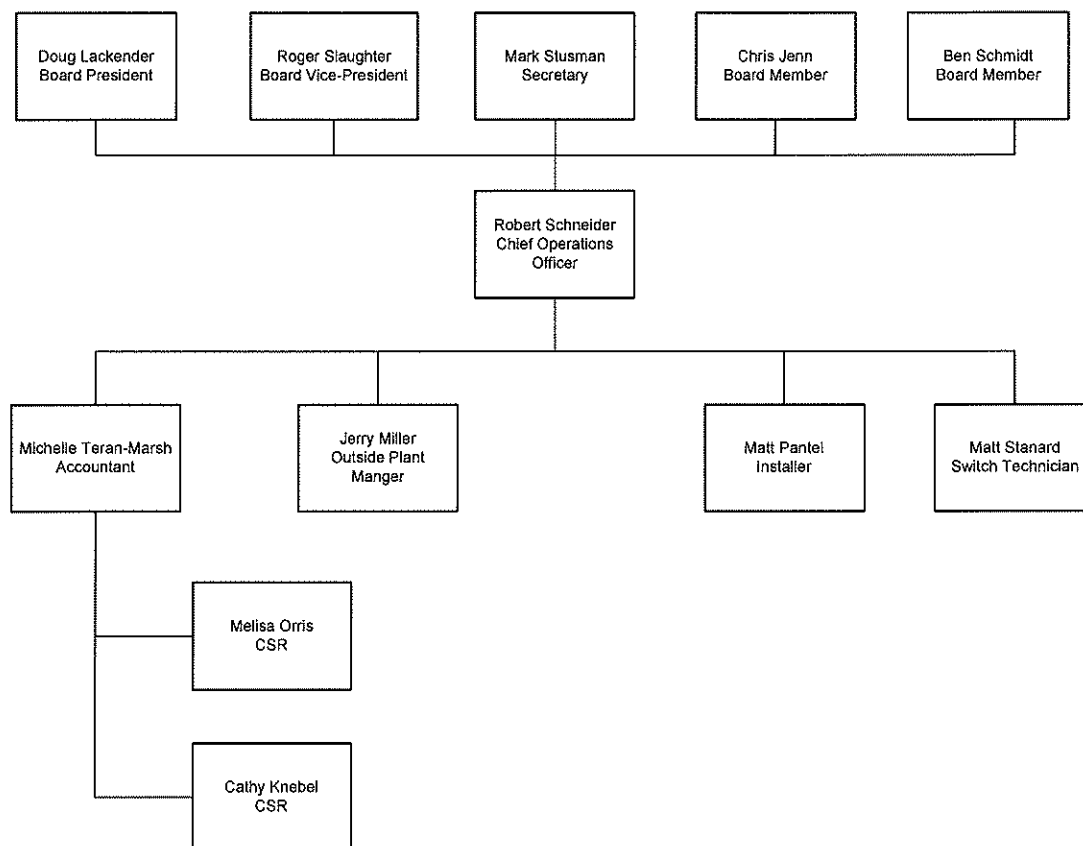 Doug Lackender
Board President
Roger Slaughter
Board Vice-President
Mark Stusman
Secretary
Chris Jenn
Board Member
Ben Schmidt
Board Member
Robert Schneider
Chief Operations
Officer
Michelle Teran-Marsh
Accountant
Jerry Miller
Outside Plant
Manger
Matt Pantel
Installer
Matt Stanard
Switch Technician
Melisa Orris
CSR
Cathy Knebel
CSR